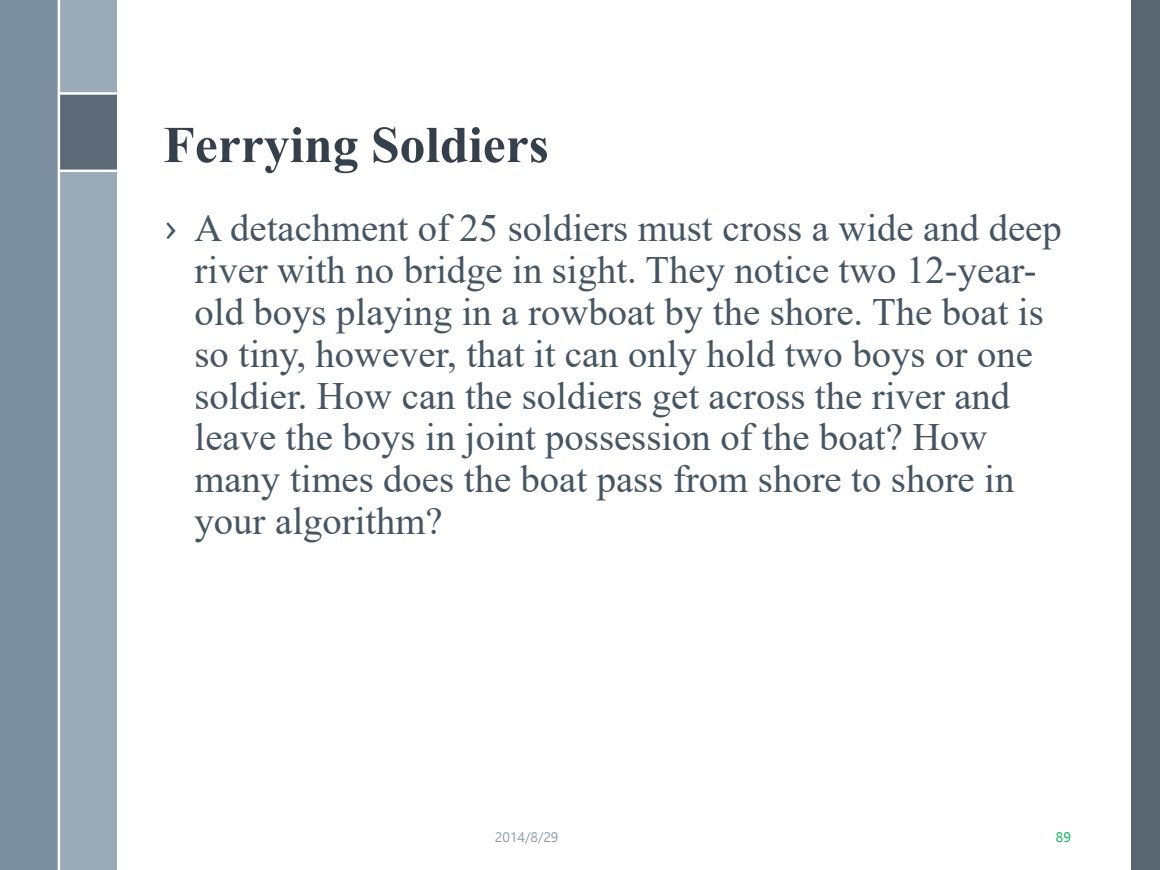 Ferrying Soldiers
› A detachment of 25 soldiers must cross a wide and deep
river with no bridge in sight. They notice two 12-year-
old boys playing in a rowboat by the shore. The boat is
so tiny, however, that it can only hold two boys or one
soldier. How can the soldiers get across the river and
leave the boys in joint possession of the boat? How
many times does the boat pass from shore to shore in
your algorithm?
2014/8/29
89